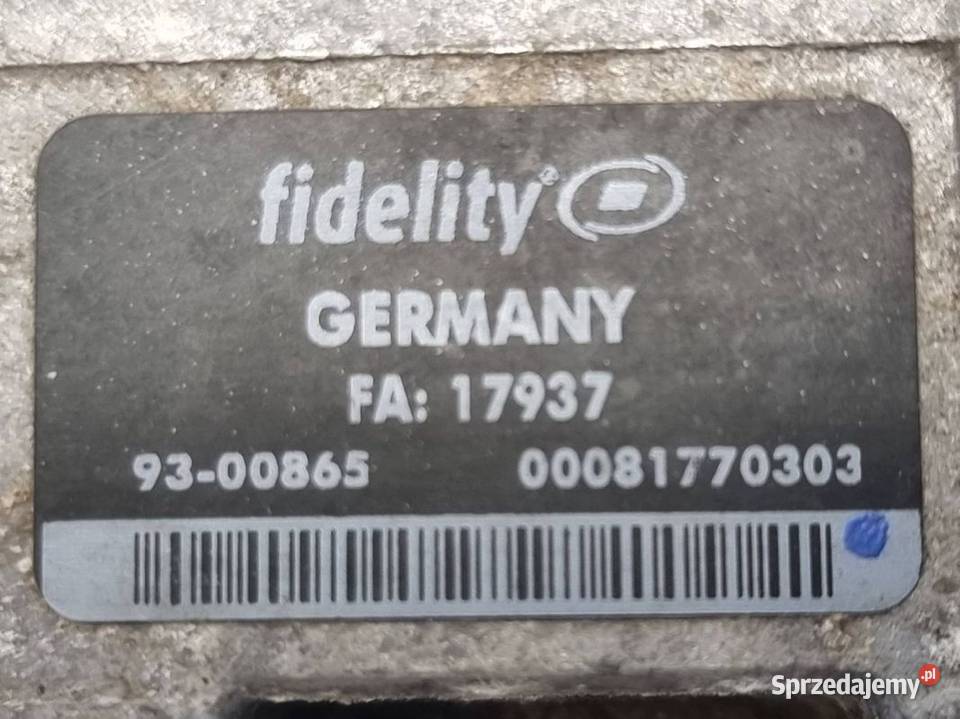 fidelity®
GERMANY
FA: 17937
93-00865 00081770303
Sprzedajemy.pl